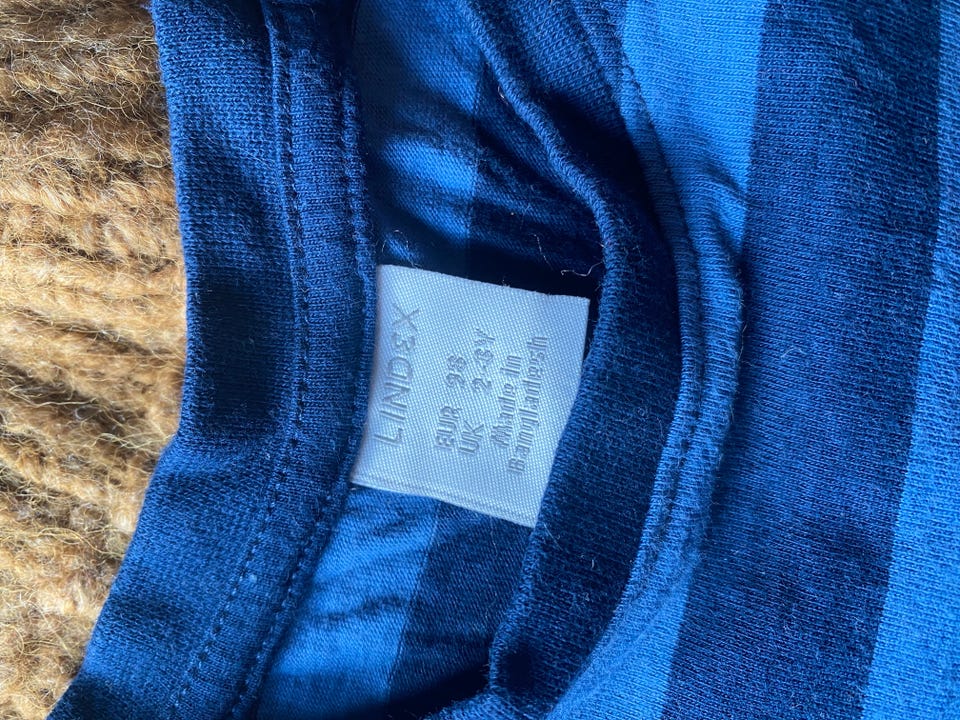 LINDEX
EUR 98
UK 2-3Y
Made in
Bangladesh